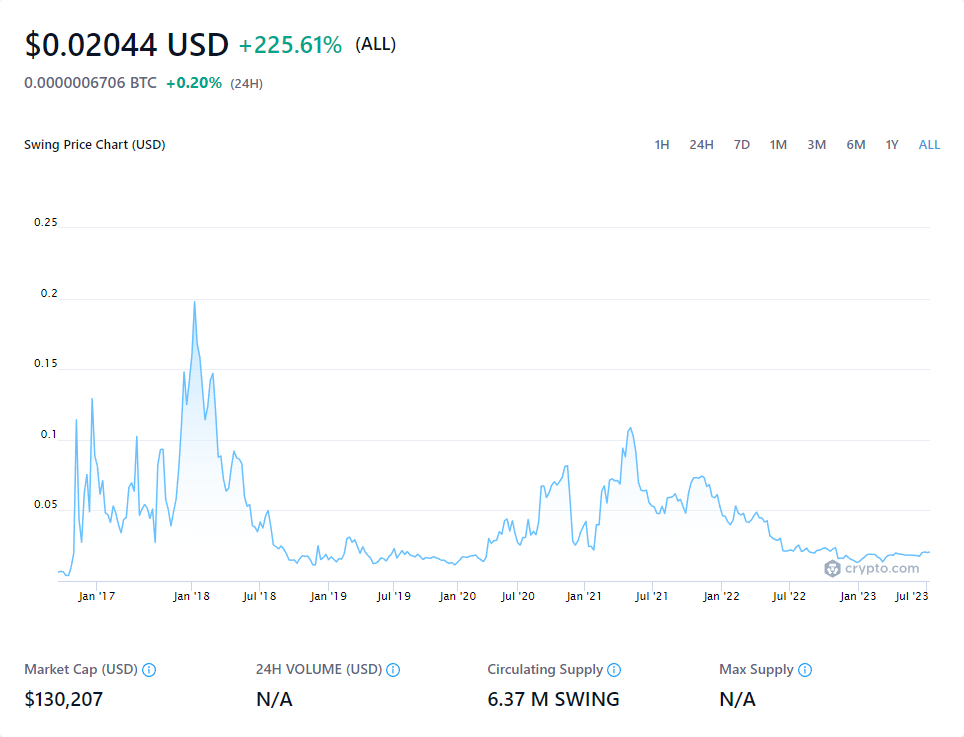 $0.02044 USD +225.61% (ALL)
0.0000006706 BTC +0.20% (24H)
Swing Price Chart (USD) 1H 24H 7D 1M 3M 6M 1Y ALL
0.25
0.2
0.15
0.1
0.05
crypto.com
Jan '17 Jan '18 Jul '18 Jan '19 Jul '19 Jan '20 Jul '20 Jan '21 Jul '21 Jan '22 Jul '22 Jan '23 Jul '23
Market Cap (USD) 24H VOLUME (USD) Circulating Supply Max Supply
$130,207 N/A 6.37 M SWING N/A